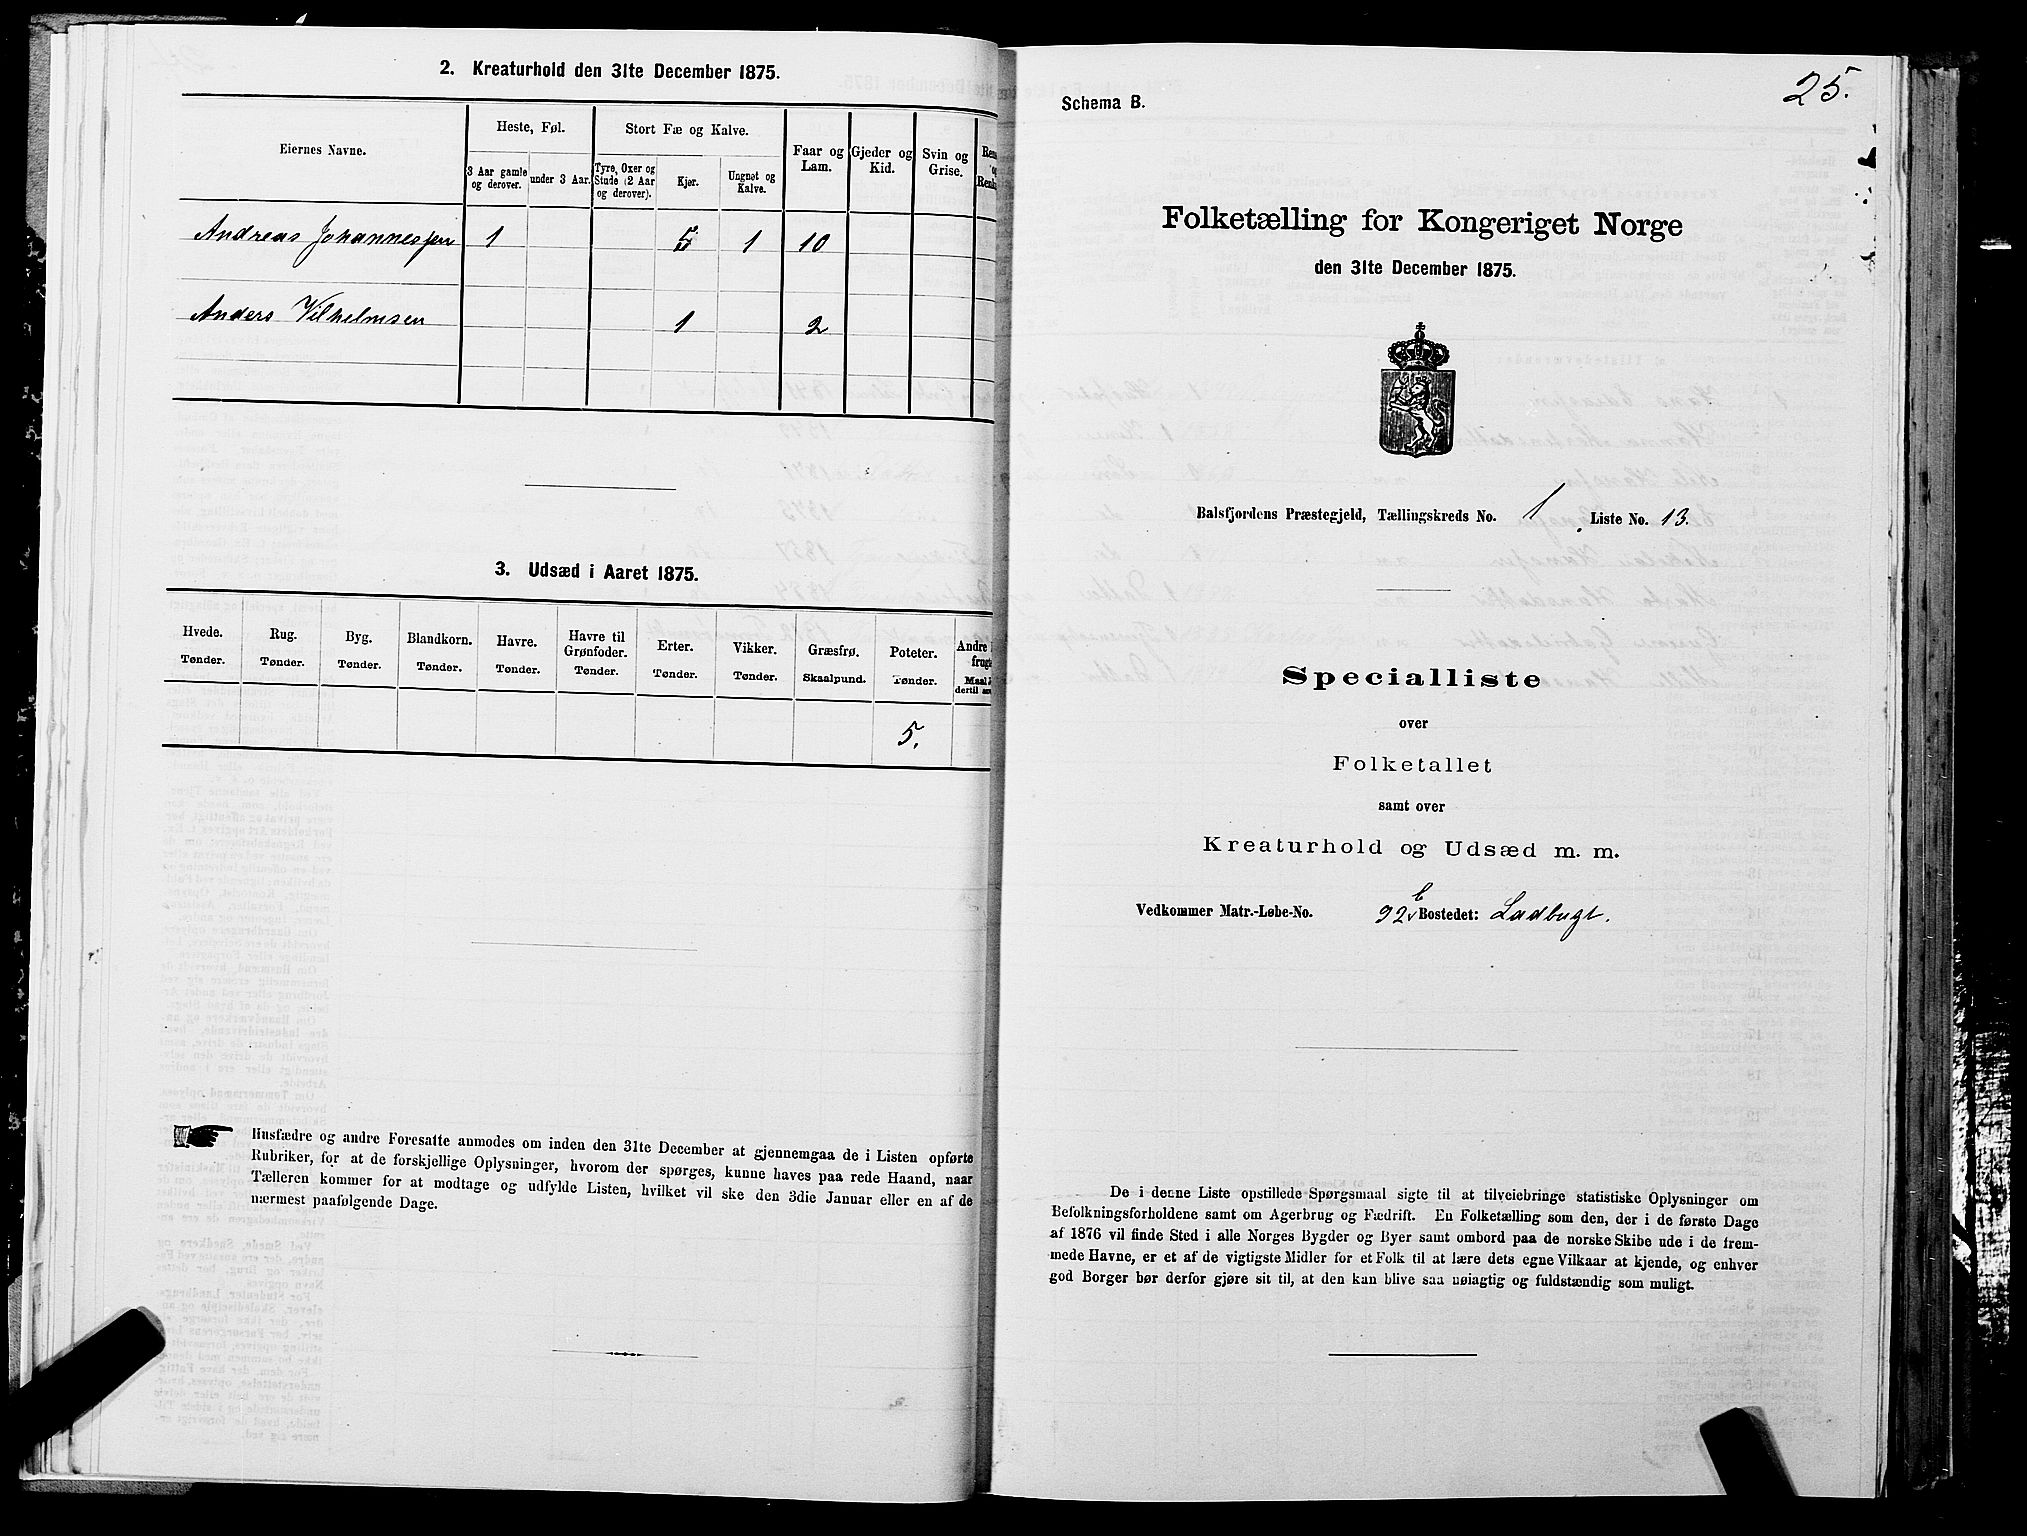 2. Kreaturhold den 31te December 1875.
Eiernes Navne.
Heste, Føl.
Stort Fæ og Kalve.
Faar og Lam.
Gjeder og Kid.
Svin og Grise.
3 Aar gamle og derover.
under 3 Aar.
Tyre, Oxer og Stude (2 Aar og derover).
Kjør.
Ungnøt og Kalve.
Andreas Johannessen 1 5 1 10
Anders Vilhelmsen 1 2
3. Udsæd i Aaret 1875.
Hvede. Rug. Byg. Blandkorn. Havre. Havre til Grønfoder. Erter. Vikker. Græsfrø. Poteter. Andre
Tønder. Tønder. Tønder. Tønder. Tønder. Tønder. Tønder. Tønder. Skaalpund. Tønder.
5.
Husfædre og andre Foresatte anmodes om inden den 31te December at gjennemgaa de i Listen opførte
Rubriker, for at de forskjellige Oplysninger, hvorom der spørges, kunne haves paa rede Haand, naar
Tælleren kommer for at modtage og udfylde Listen, hvilket vil ske den 3die Januar eller en af de
nærmest paafølgende Dage.
25.
Schema B.
Folketælling for Kongeriget Norge
den 31te December 1875.
Balsfjordens Præstegjeld, Tællingskreds No. 1 Liste No. 13.
Specialliste
over
Folketallet
samt over
Kreaturhold og Udsæd m. m.
Vedkommer Matr.-Løbe-No. 92 b Bostedet: Ladbugt.
De i denne Liste opstillede Spørgsmaal sigte til at tilveiebringe statistiske Oplysninger om
Befolkningsforholdene samt om Agerbrug og Fædrift. En Folketælling som den, der i de første Dage
af 1876 vil finde Sted i alle Norges Bygder og Byer samt ombord paa de norske Skibe ude i de frem-
mede Havne, er et af de vigtigste Midler for et Folk til at lære dets egne Vilkaar at kjende, og enhver
god Borger bør derfor gjøre sit til, at den kan blive saa nøiagtig og fuldstændig som muligt.